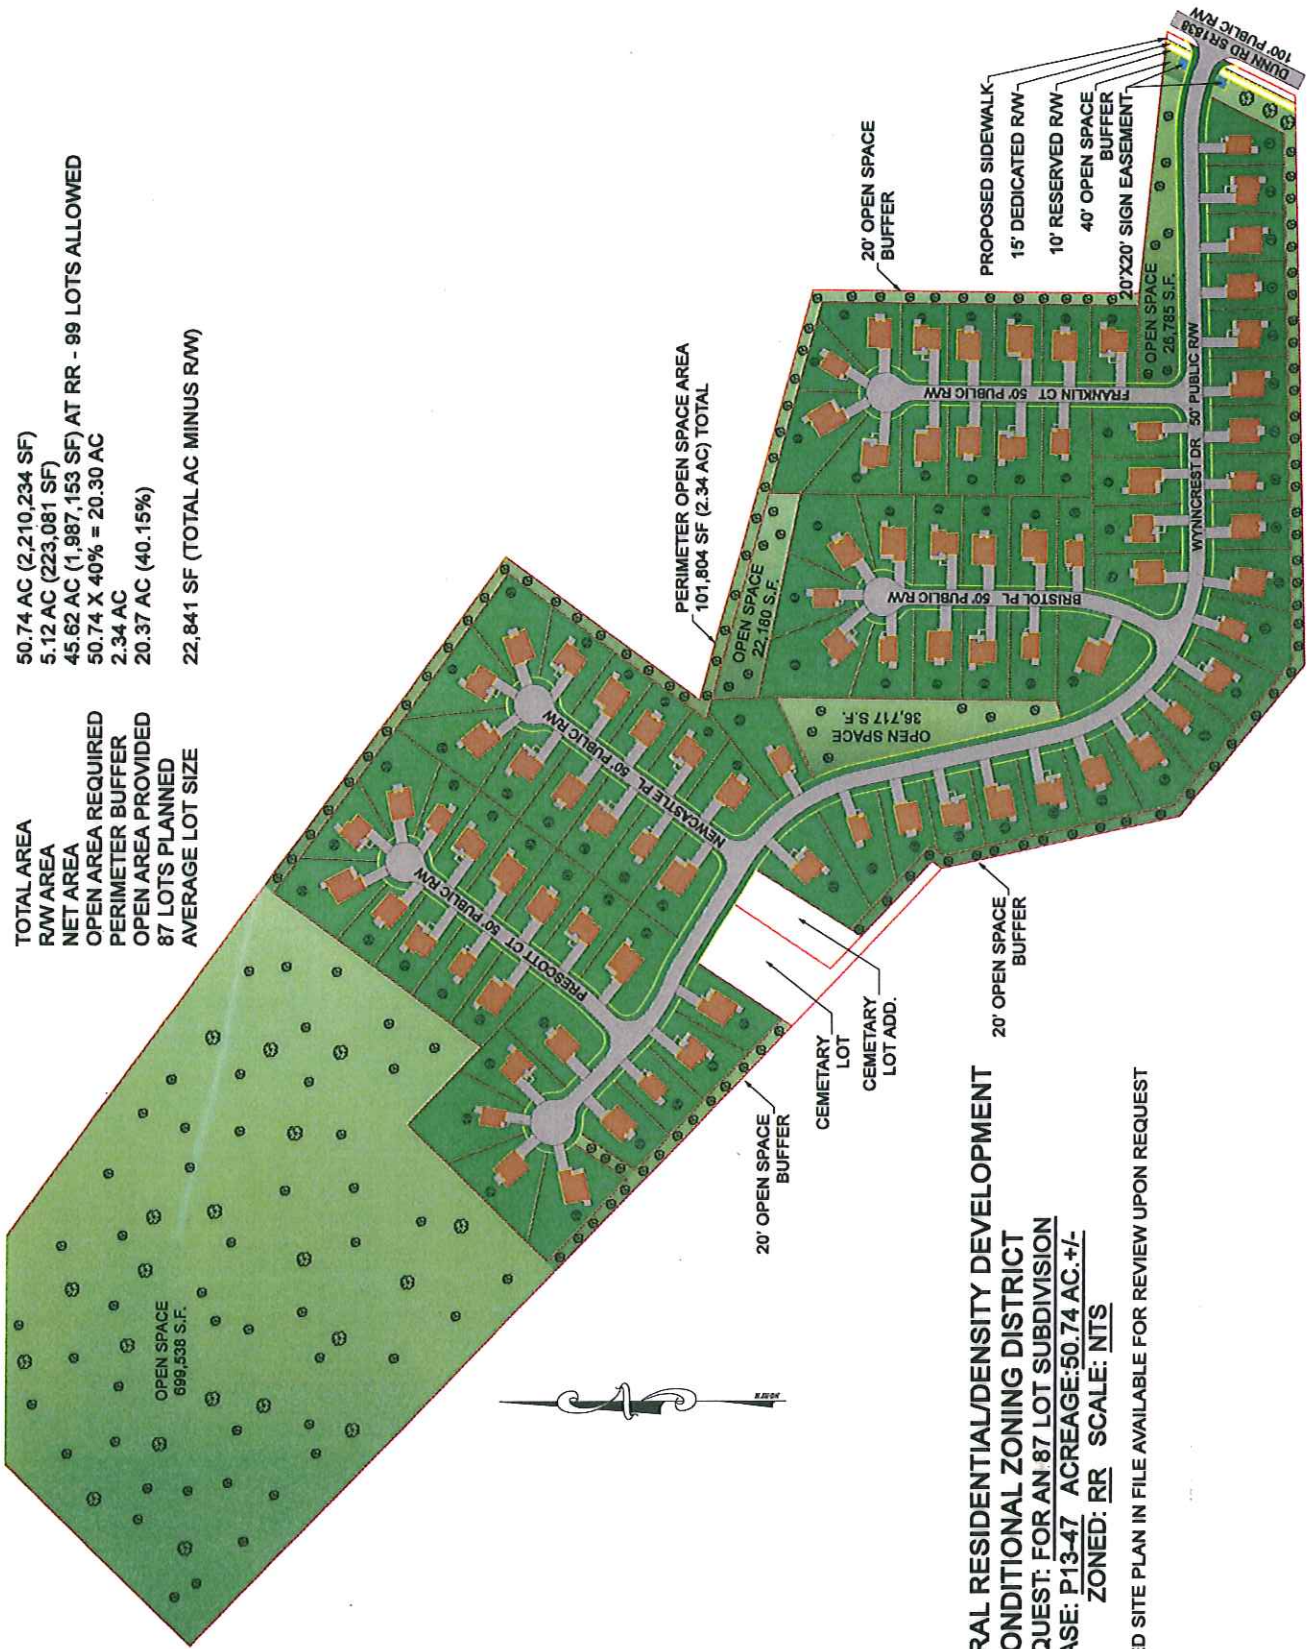 TOTAL AREA 50.74 AC (2,210,234 SF)
R/W AREA 5.12 AC (223,081 SF)
NET AREA 45.62 AC (1,987,153 SF) AT RR - 99 LOTS ALLOWED
OPEN AREA REQUIRED 50.74 X 40% = 20.30 AC
PERIMETER BUFFER 2.34 AC
OPEN AREA PROVIDED 20.37 AC (40.15%)
87 LOTS PLANNED
AVERAGE LOT SIZE 22,841 SF (TOTAL AC MINUS R/W)
PERIMETER OPEN SPACE AREA
101,804 SF (2.34 AC) TOTAL
20' OPEN SPACE
BUFFER
PROPOSED SIDEWALK
15' DEDICATED R/W
10' RESERVED R/W
40' OPEN SPACE
BUFFER
20'X20' SIGN EASEMENT
DUNN RD SR1838
100' PUBLIC R/W
OPEN SPACE
26,785 S.F.
FRANKLIN CT 50' PUBLIC R/W
WYNNCREST DR 50' PUBLIC R/W
BRISTOL PL 50' PUBLIC R/W
OPEN SPACE
22,180 S.F.
OPEN SPACE
36,717 S.F.
NEWCASTLE PL 50' PUBLIC R/W
PRESCOTT CT 50' PUBLIC R/W
OPEN SPACE
699,538 S.F.
20' OPEN SPACE
BUFFER
CEMETARY
LOT
CEMETARY
LOT ADD.
20' OPEN SPACE
BUFFER
N
RAL RESIDENTIAL/DENSITY DEVELOPMENT
ONDITIONAL ZONING DISTRICT
QUEST: FOR AN 87 LOT SUBDIVISION
ASE: P13-47 ACREAGE:50.74 AC.+/-
ZONED: RR SCALE: NTS
ED SITE PLAN IN FILE AVAILABLE FOR REVIEW UPON REQUEST